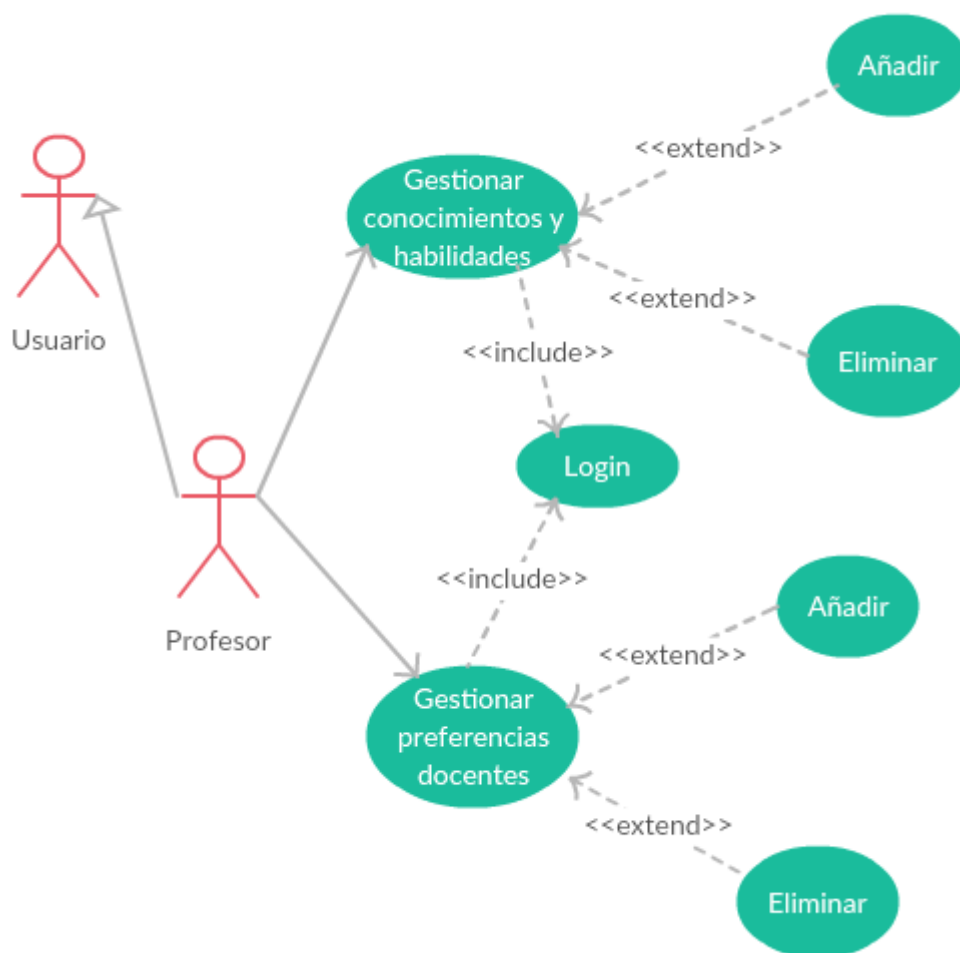 Añadir
<<extend>>
Gestionar
conocimientos y
habilidades
<<extend>>
Usuario
<<include>>
Eliminar
Login
<<include>>
Añadir
Profesor
<<extend>>
Gestionar
preferencias
docentes
<<extend>>
Eliminar